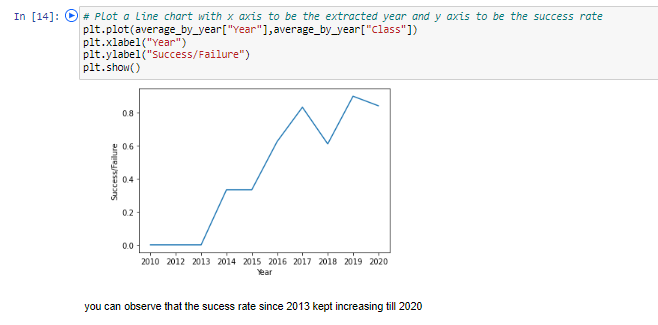 In [14]: # Plot a line chart with x axis to be the extracted year and y axis to be the success rate
plt.plot(average_by_year["Year"],average_by_year["Class"])
plt.xlabel("Year")
plt.ylabel("Success/Failure")
plt.show()
0.8
0.6
0.4
0.2
0.0
Success/Failure
2010 2012 2013 2014 2015 2016 2017 2018 2019 2020
Year
you can observe that the sucess rate since 2013 kept increasing till 2020